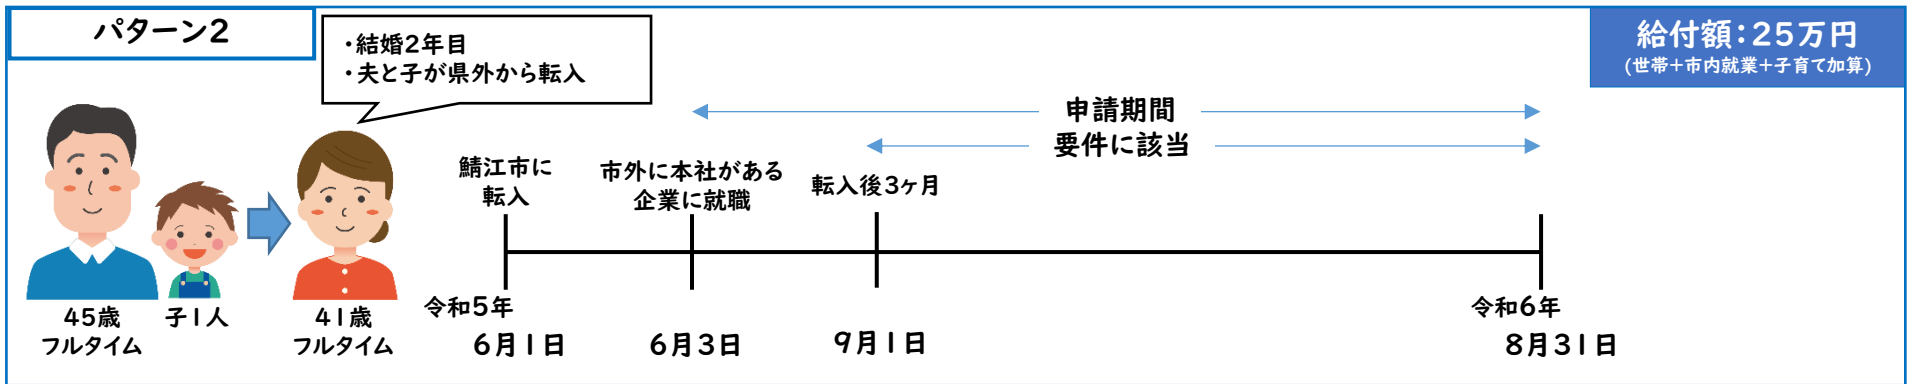 パターン2
・結婚2年目
・夫と子が県外から転入
給付額：25万円
(世帯＋市内就業＋子育て加算)
申請期間
要件に該当
鯖江市に
転入
市外に本社がある
企業に就職
転入後3ヶ月
45歳
フルタイム
子1人
41歳
フルタイム
令和5年
6月1日
6月3日
9月1日
令和6年
8月31日